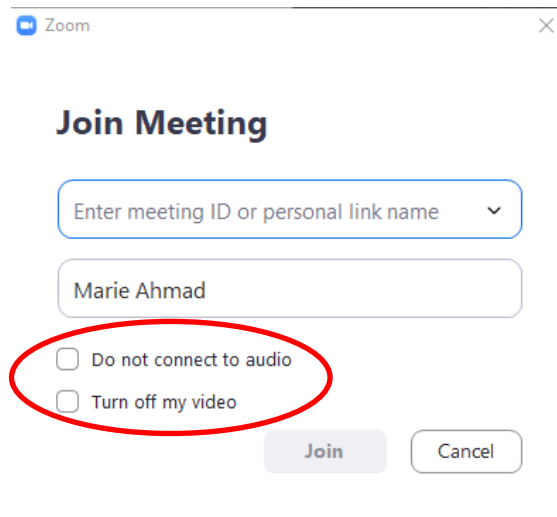 Zoom
Join Meeting
Enter meeting ID or personal link name
Marie Ahmad
Do not connect to audio
Turn off my video
Join Cancel